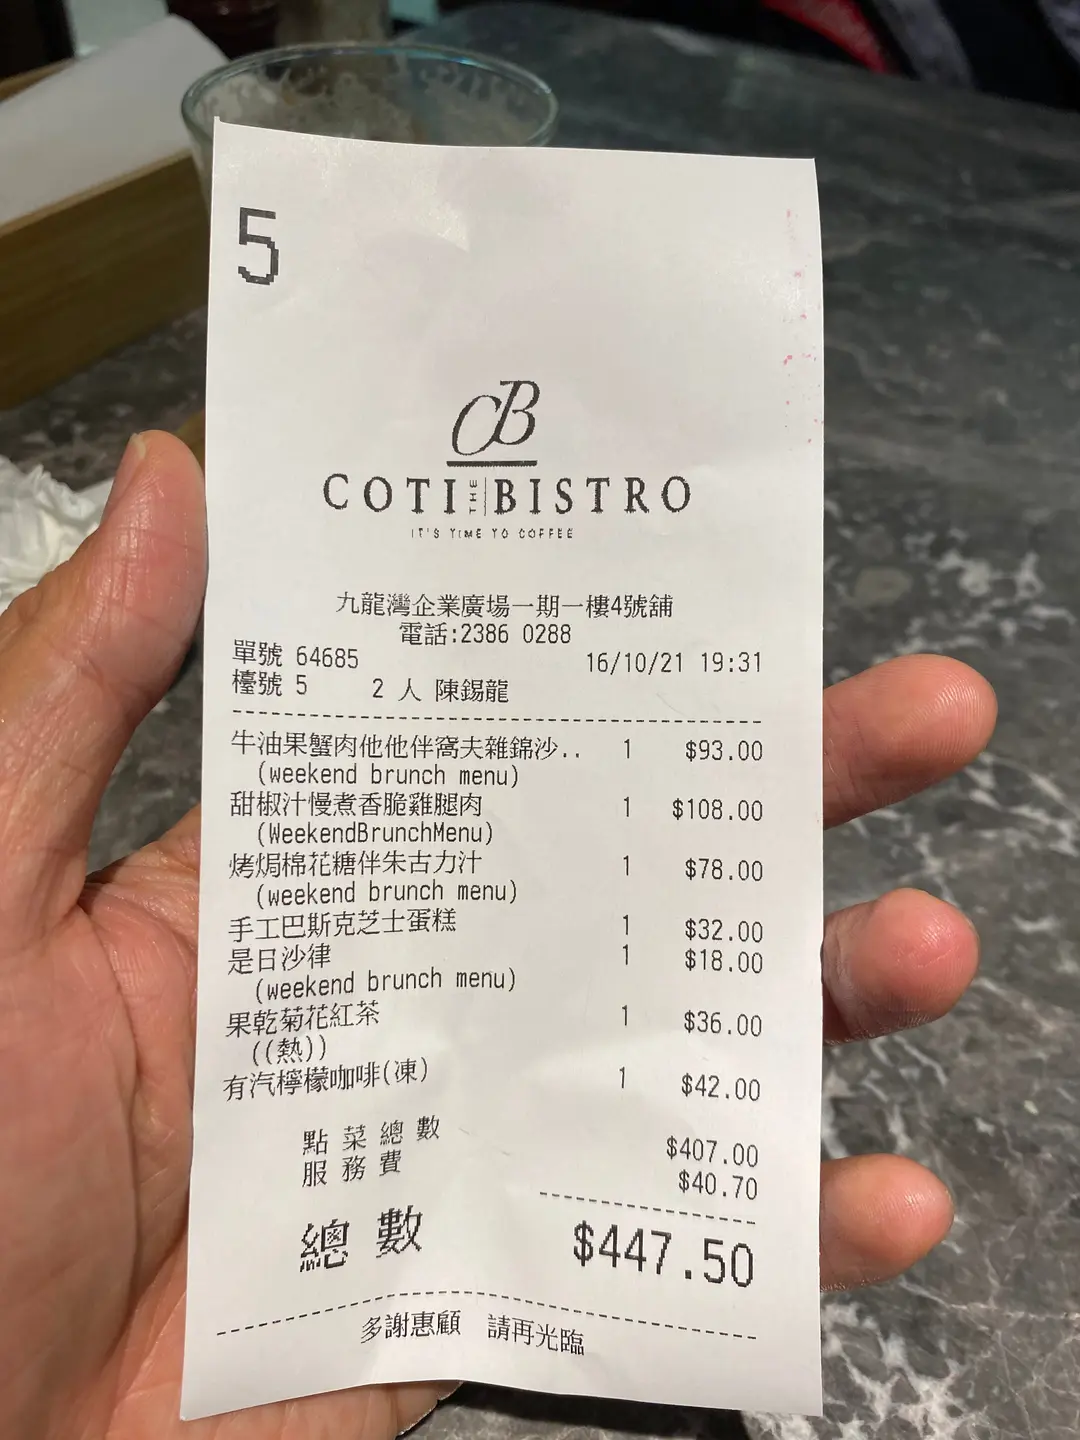 5
CB
COTI THE BISTRO
IT'S TIME TO COFFEE
九龍灣企業廣場一期一樓4號舖
電話:2386 0288
單號 64685 16/10/21 19:31
檯號 5 2 人 陳錫龍
牛油果蟹肉他他伴窩夫雜錦沙.. 1 $93.00
(weekend brunch menu)
甜椒汁慢煮香脆雞腿肉 1 $108.00
(WeekendBrunchMenu)
烤焗棉花糖伴朱古力汁 1 $78.00
(weekend brunch menu)
手工巴斯克芝士蛋糕 1 $32.00
是日沙律 1 $18.00
(weekend brunch menu)
果乾菊花紅茶 1 $36.00
((熱))
有汽檸檬咖啡(凍) 1 $42.00
點菜總數 $407.00
服務費 $40.70
總數 $447.50
多謝惠顧 請再光臨